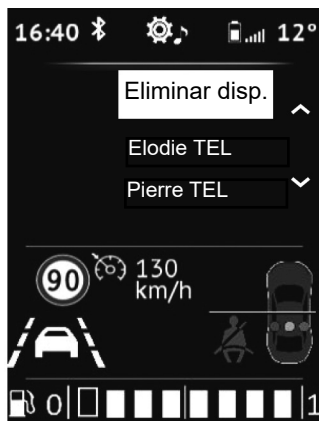 16:40 12°
Eliminar disp.
Elodie TEL
Pierre TEL
90 130
km/h
0 1